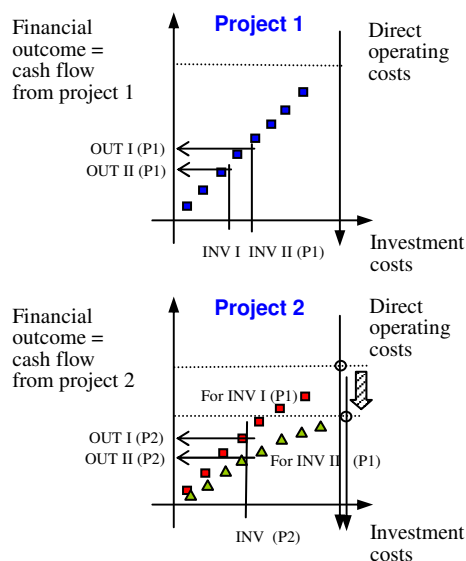 Financial
outcome =
cash flow
from project 1
Project 1
Direct
operating
costs
OUT I (P1)
OUT II (P1)
INV I   INV II (P1)
Investment
costs
Financial
outcome =
cash flow
from project 2
Project 2
Direct
operating
costs
For INV I (P1)
OUT I (P2)
OUT II (P2)
For INV II (P1)
INV (P2)
Investment
costs